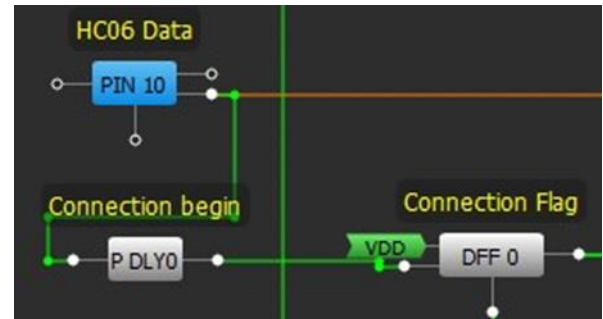 HC06 Data
PIN 10
Connection begin
P DLY0
Connection Flag
VDD
DFF 0